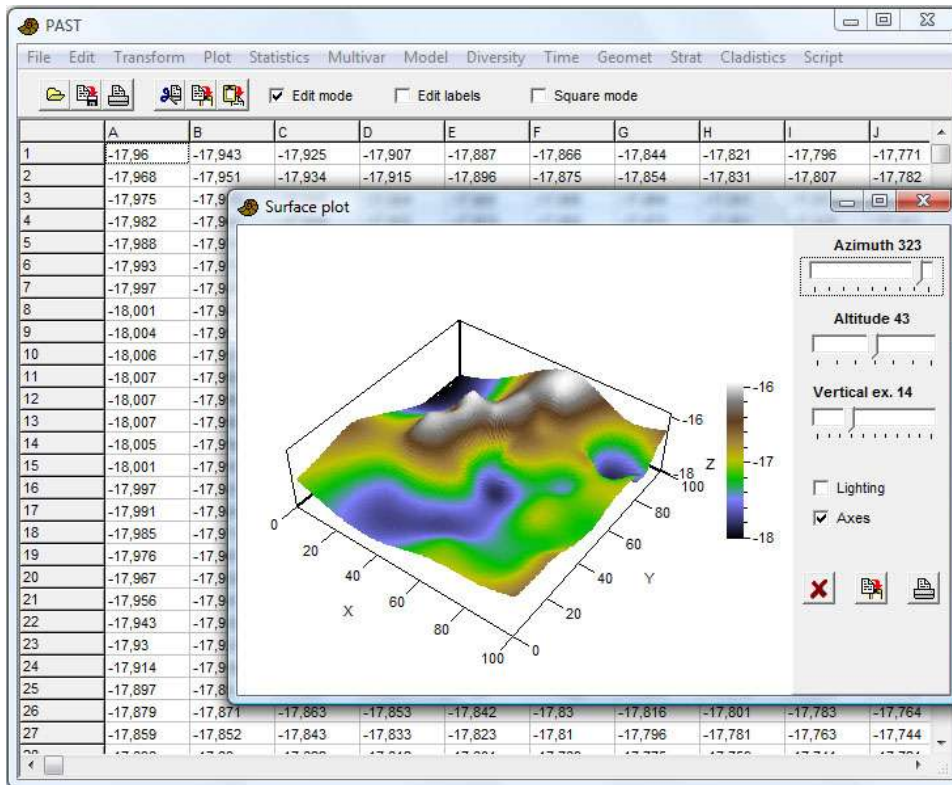 PAST
File Edit Transform Plot Statistics Multivar Model Diversity Time Geomet Strat Cladistics Script
Edit mode Edit labels Square mode
A B C D E F G H I J
1 -17,96 -17,943 -17,925 -17,907 -17,887 -17,866 -17,844 -17,821 -17,796 -17,771
2 -17,968 -17,951 -17,934 -17,915 -17,896 -17,875 -17,854 -17,831 -17,807 -17,782
3 -17,975
4 -17,982
5 -17,988
6 -17,993
7 -17,997
8 -18,001
9 -18,004
10 -18,006
11 -18,007
12 -18,007
13 -18,007
14 -18,005
15 -18,001
16 -17,997
17 -17,991
18 -17,985
19 -17,976
20 -17,967
21 -17,956
22 -17,943
23 -17,93
24 -17,914
25 -17,897
26 -17,879 -17,871 -17,863 -17,853 -17,842 -17,83 -17,816 -17,801 -17,783 -17,764
27 -17,859 -17,852 -17,843 -17,833 -17,823 -17,81 -17,796 -17,781 -17,763 -17,744
Surface plot
Azimuth 323
Altitude 43
Vertical ex. 14
Lighting
Axes
-16
-17
-18
-16
Z
-18
100
80
60
Y
40
20
0
0
20
40
X
60
80
100